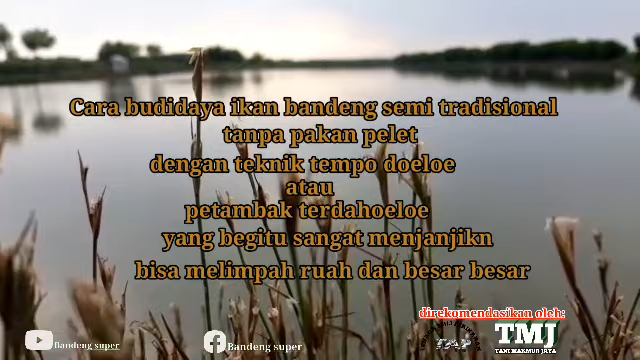 Cara budidaya ikan bandeng semi tradisional
tanpa pakan pelet
dengan teknik tempo doeloe
atau
petambak terdahoeloe
yang begitu sangat menjanjikn
bisa melimpah ruah dan besar besar
direkomendasikan oleh:
Bandeng super
Bandeng super
TAP
TMJ
TANI MAKMUR JAYA